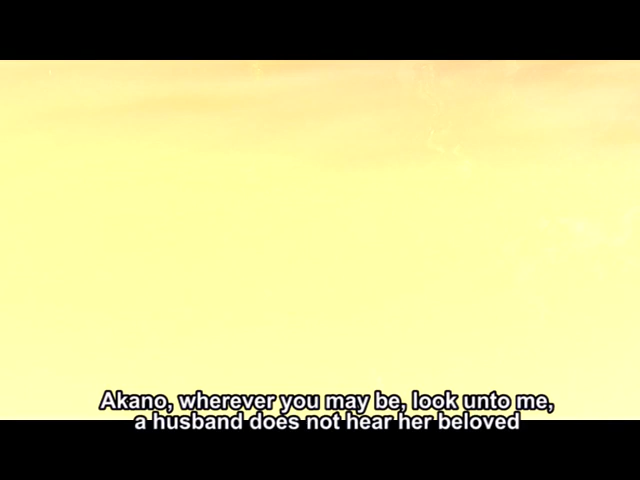 Akano, wherever you may be, look unto me,
a husband does not hear her beloved